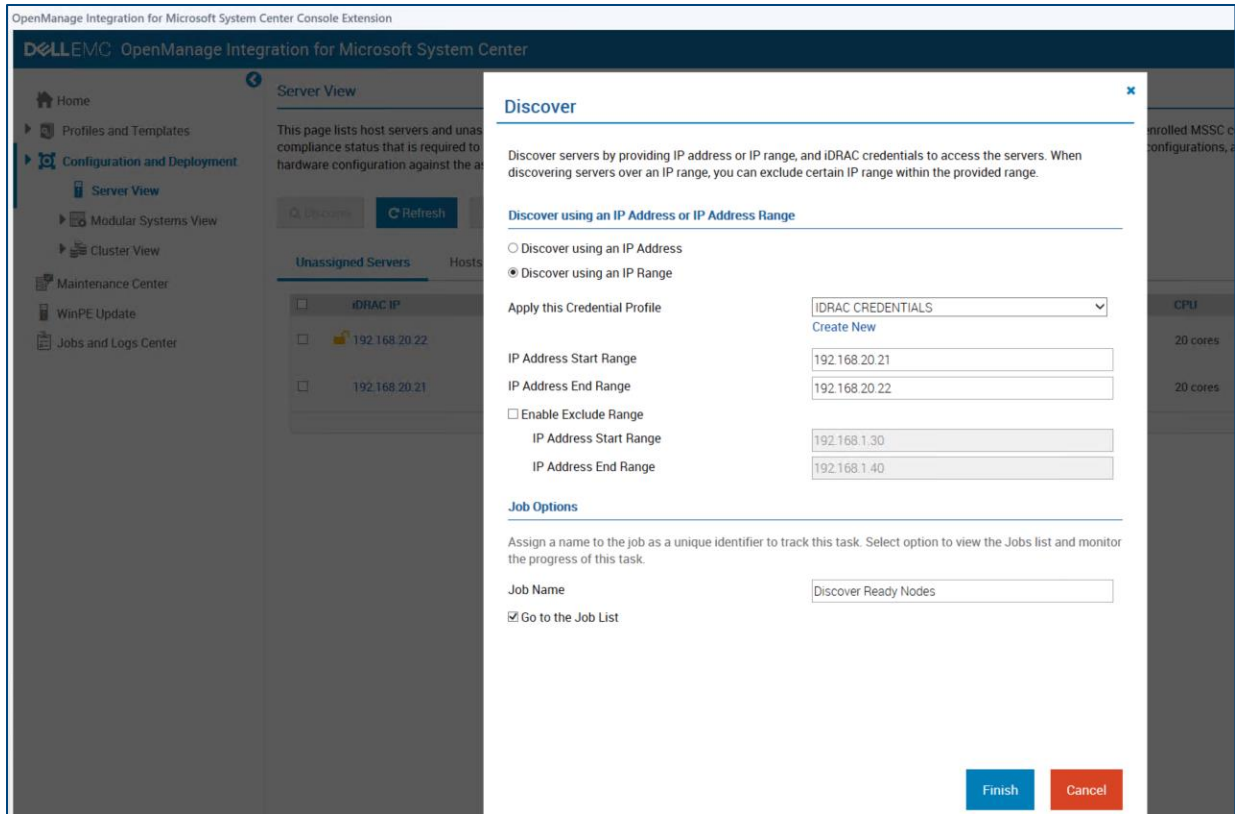 OpenManage Integration for Microsoft System Center Console Extension
DELLEMC OpenManage Integration for Microsoft System Center
Home
Profiles and Templates
Configuration and Deployment
Server View
Modular Systems View
Cluster View
Maintenance Center
WinPE Update
Jobs and Logs Center
Server View
This page lists host servers and unas
compliance status that is required to
hardware configuration against the as
enrolled MSSC c
configurations, a
Discover
Refresh
Unassigned Servers Hosts
iDRAC IP CPU
192.168.20.22 20 cores
192.168.20.21 20 cores
Discover
Discover servers by providing IP address or IP range, and iDRAC credentials to access the servers. When
discovering servers over an IP range, you can exclude certain IP range within the provided range.
Discover using an IP Address or IP Address Range
Discover using an IP Address
Discover using an IP Range
Apply this Credential Profile IDRAC CREDENTIALS
Create New
IP Address Start Range 192.168.20.21
IP Address End Range 192.168.20.22
Enable Exclude Range
IP Address Start Range 192.168.1.30
IP Address End Range 192.168.1.40
Job Options
Assign a name to the job as a unique identifier to track this task. Select option to view the Jobs list and monitor
the progress of this task.
Job Name Discover Ready Nodes
Go to the Job List
Finish Cancel